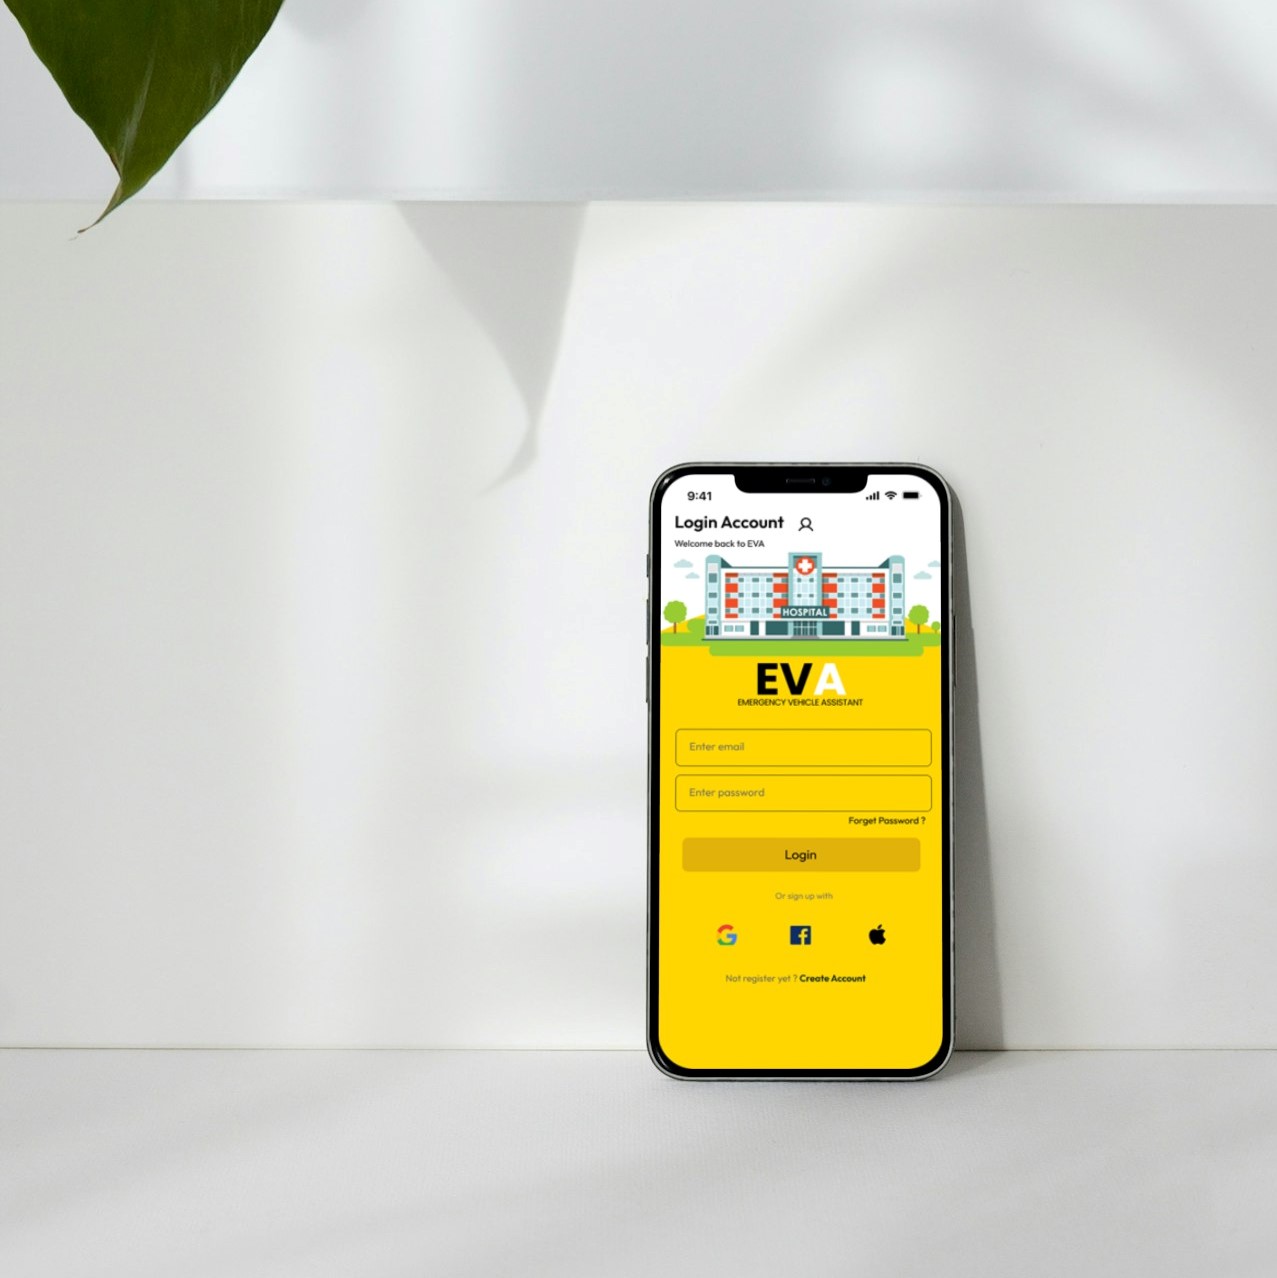 9:41
Login Account
Welcome back to EVA
HOSPITAL
EVA
EMERGENCY VEHICLE ASSISTANT
Enter email
Enter password
Forget Password ?
Login
Or sign up with
Not register yet ? Create Account